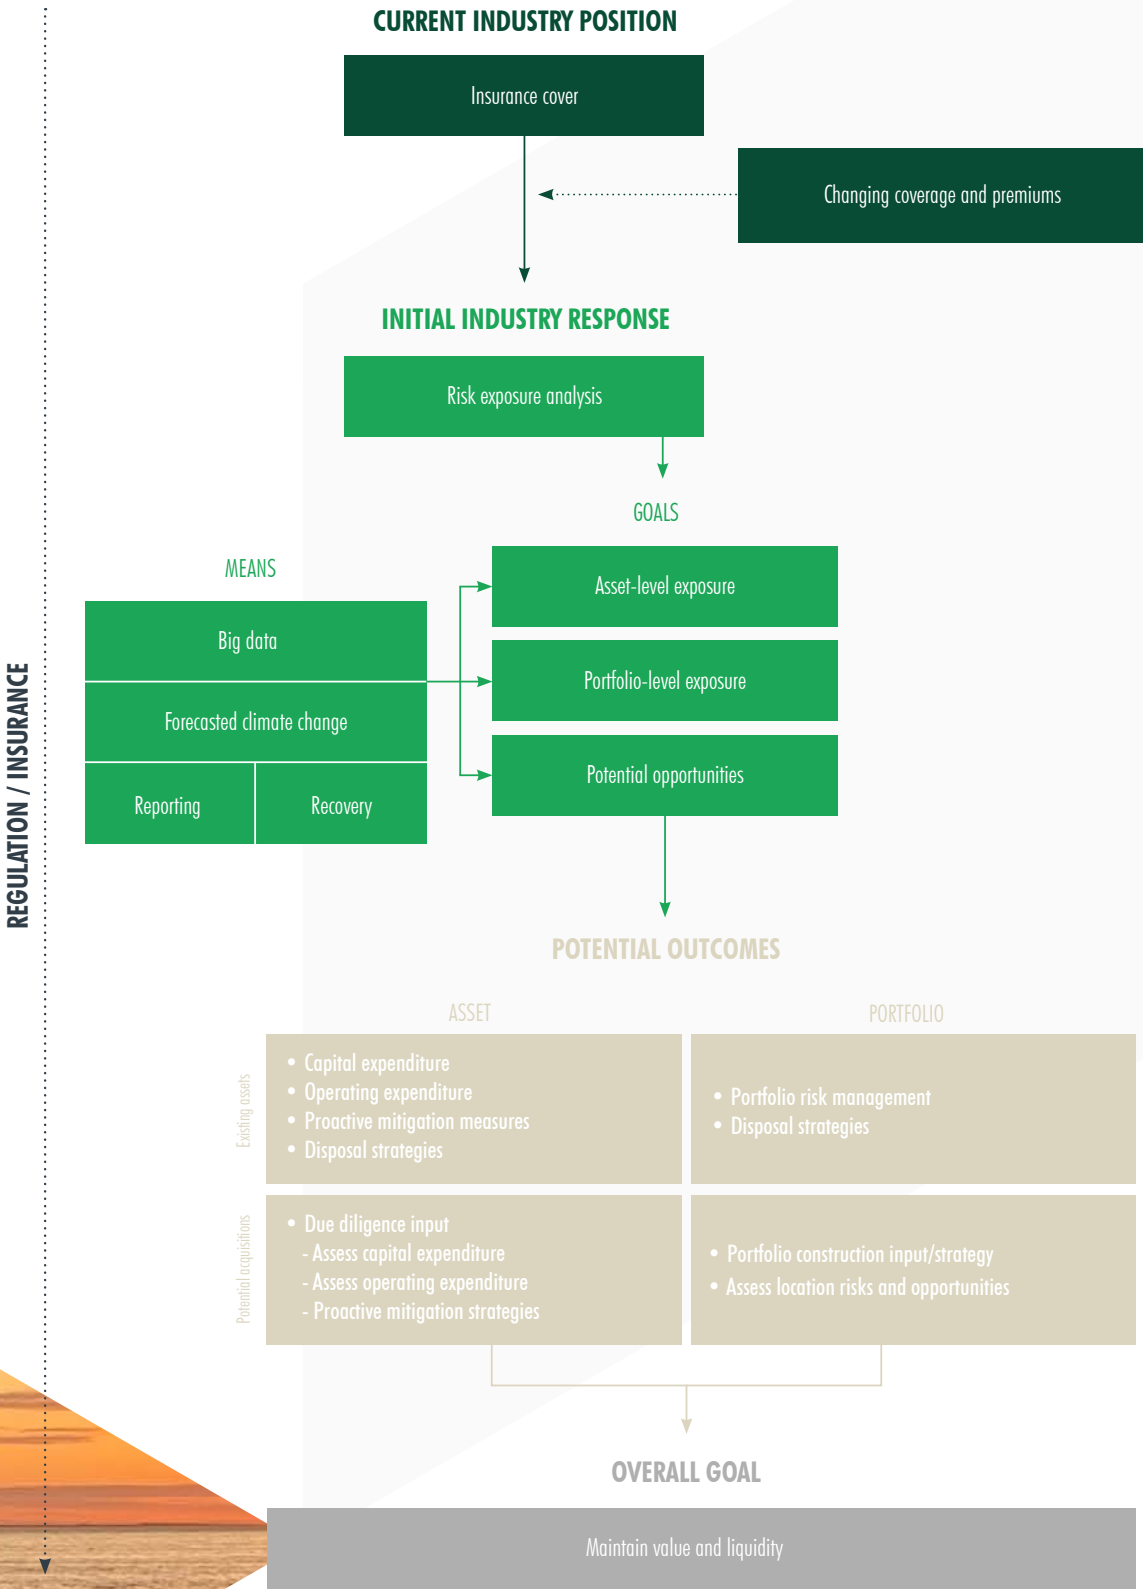 CURRENT INDUSTRY POSITION
Insurance cover
Changing coverage and premiums
INITIAL INDUSTRY RESPONSE
Risk exposure analysis
GOALS
MEANS
Asset-level exposure
Big data
Portfolio-level exposure
Forecasted climate change
Potential opportunities
Reporting
Recovery
REGULATION / INSURANCE
POTENTIAL OUTCOMES
ASSET
PORTFOLIO
Existing assets
• Capital expenditure
• Operating expenditure
• Proactive mitigation measures
• Disposal strategies
• Portfolio risk management
• Disposal strategies
Potential acquisitions
• Due diligence input
- Assess capital expenditure
- Assess operating expenditure
- Proactive mitigation strategies
• Portfolio construction input/strategy
• Assess location risks and opportunities
OVERALL GOAL
Maintain value and liquidity